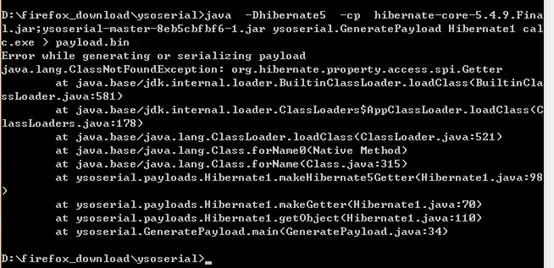 D:\firefox_download\ysoserial>java -Dhibernate5 -cp hibernate-core-5.4.9.Fina
l.jar;ysoserial-master-8eb5cbfbf6-1.jar ysoserial.GeneratePayload Hibernate1 cal
c.exe > payload.bin
Error while generating or serializing payload
java.lang.ClassNotFoundException: org.hibernate.property.access.spi.Getter
at java.base/jdk.internal.loader.BuiltinClassLoader.loadClass(BuiltinCla
ssLoader.java:581)
at java.base/jdk.internal.loader.ClassLoaders$AppClassLoader.loadClass(C
lassLoaders.java:178)
at java.base/java.lang.ClassLoader.loadClass(ClassLoader.java:521)
at java.base/java.lang.Class.forName0(Native Method)
at java.base/java.lang.Class.forName(Class.java:315)
at ysoserial.payloads.Hibernate1.makeHibernate5Getter(Hibernate1.java:98
)
at ysoserial.payloads.Hibernate1.makeGetter(Hibernate1.java:70)
at ysoserial.payloads.Hibernate1.getObject(Hibernate1.java:110)
at ysoserial.GeneratePayload.main(GeneratePayload.java:34)
D:\firefox_download\ysoserial>_